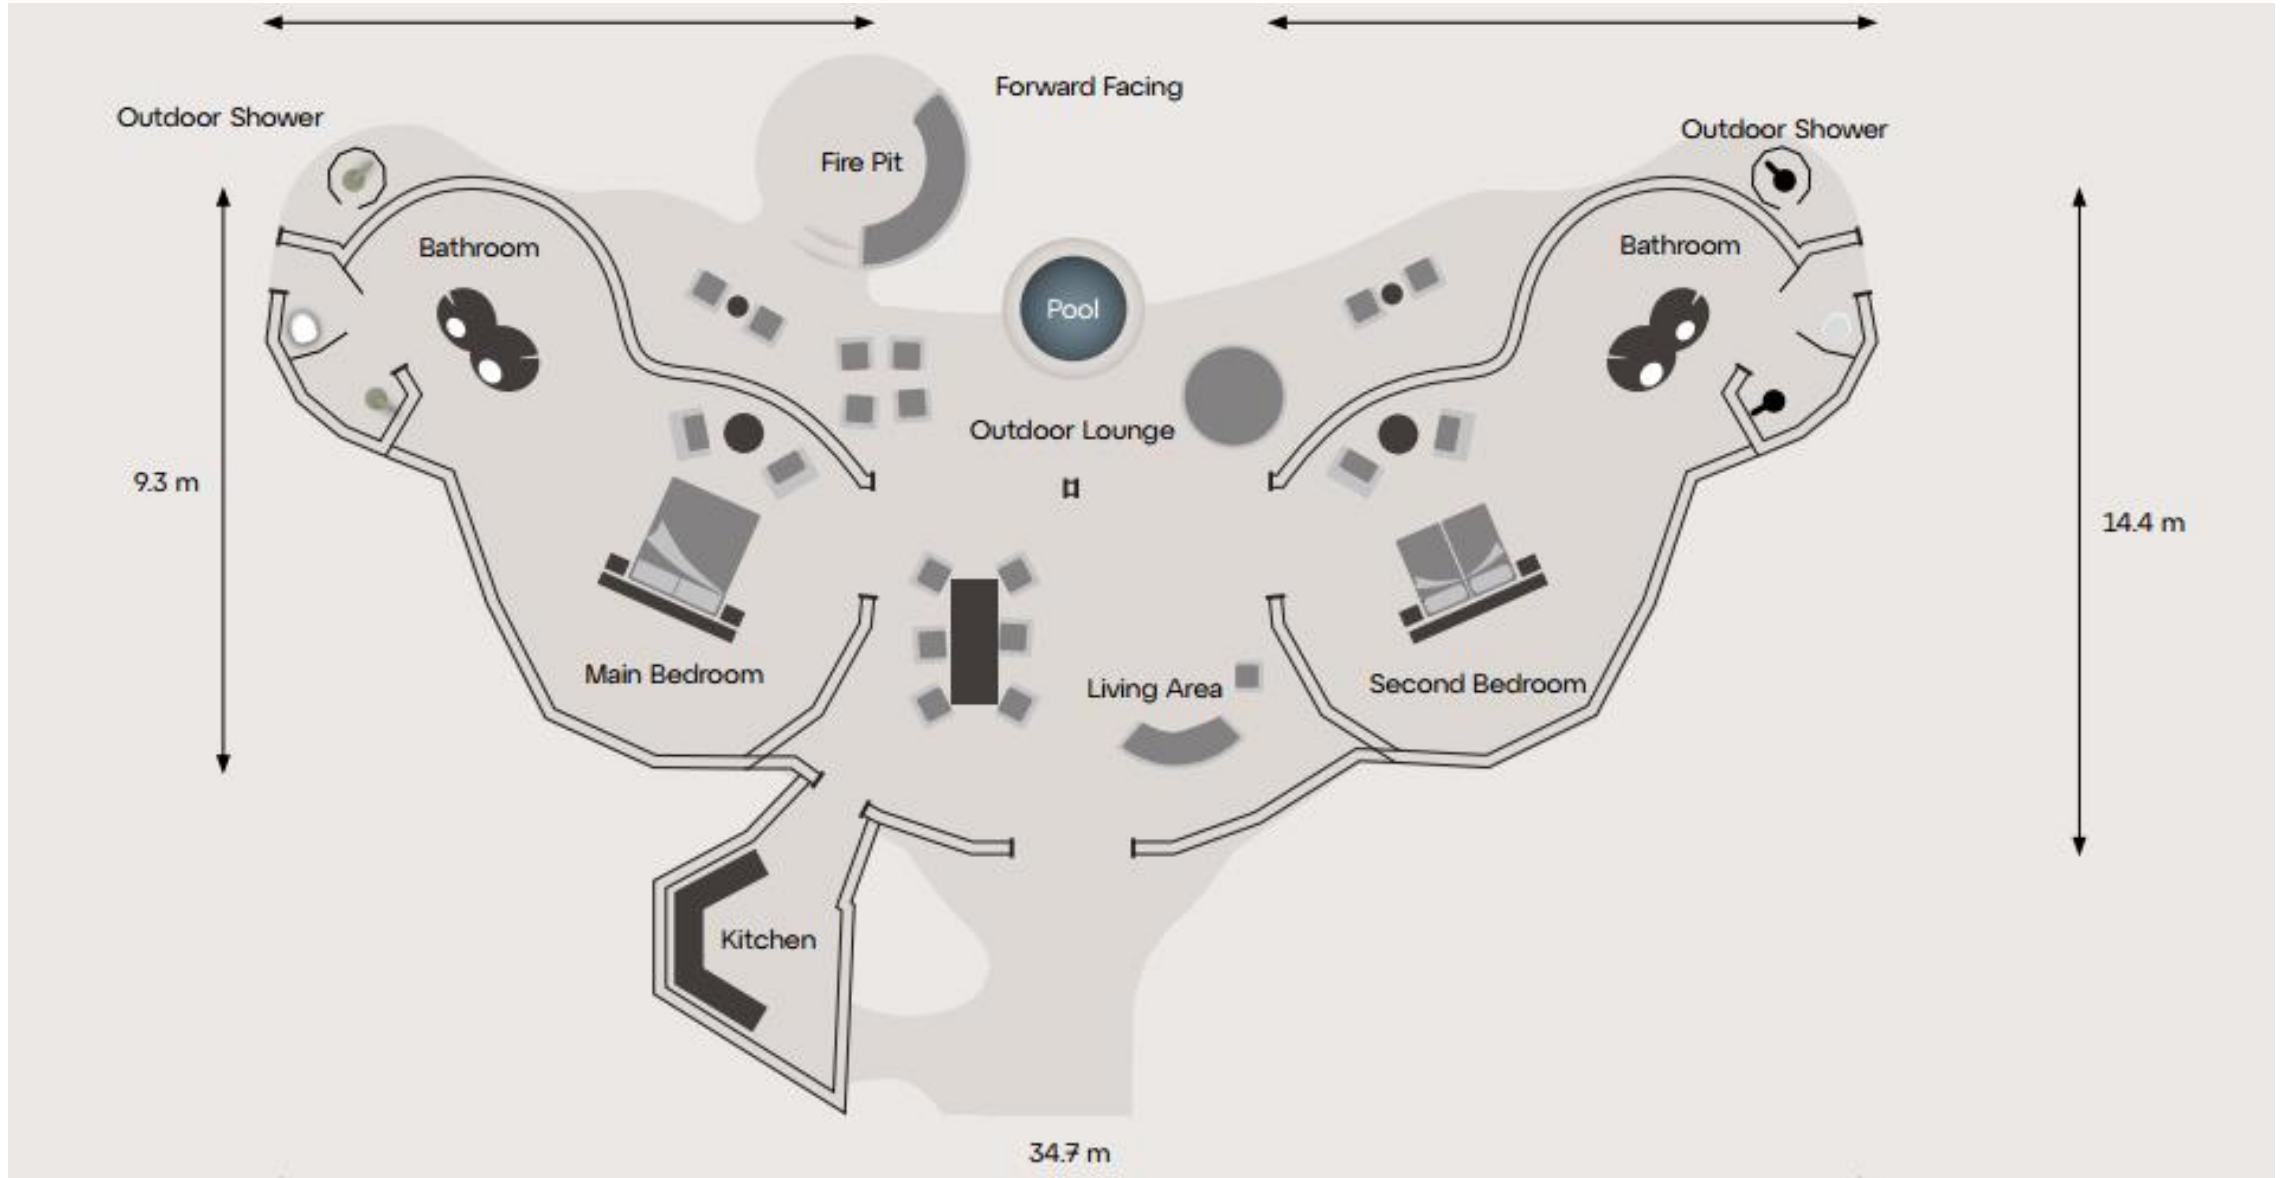 Forward Facing
Outdoor Shower
Outdoor Shower
Fire Pit
Bathroom
Bathroom
Pool
Outdoor Lounge
9.3 m
14.4 m
Main Bedroom
Living Area
Second Bedroom
Kitchen
34.7 m